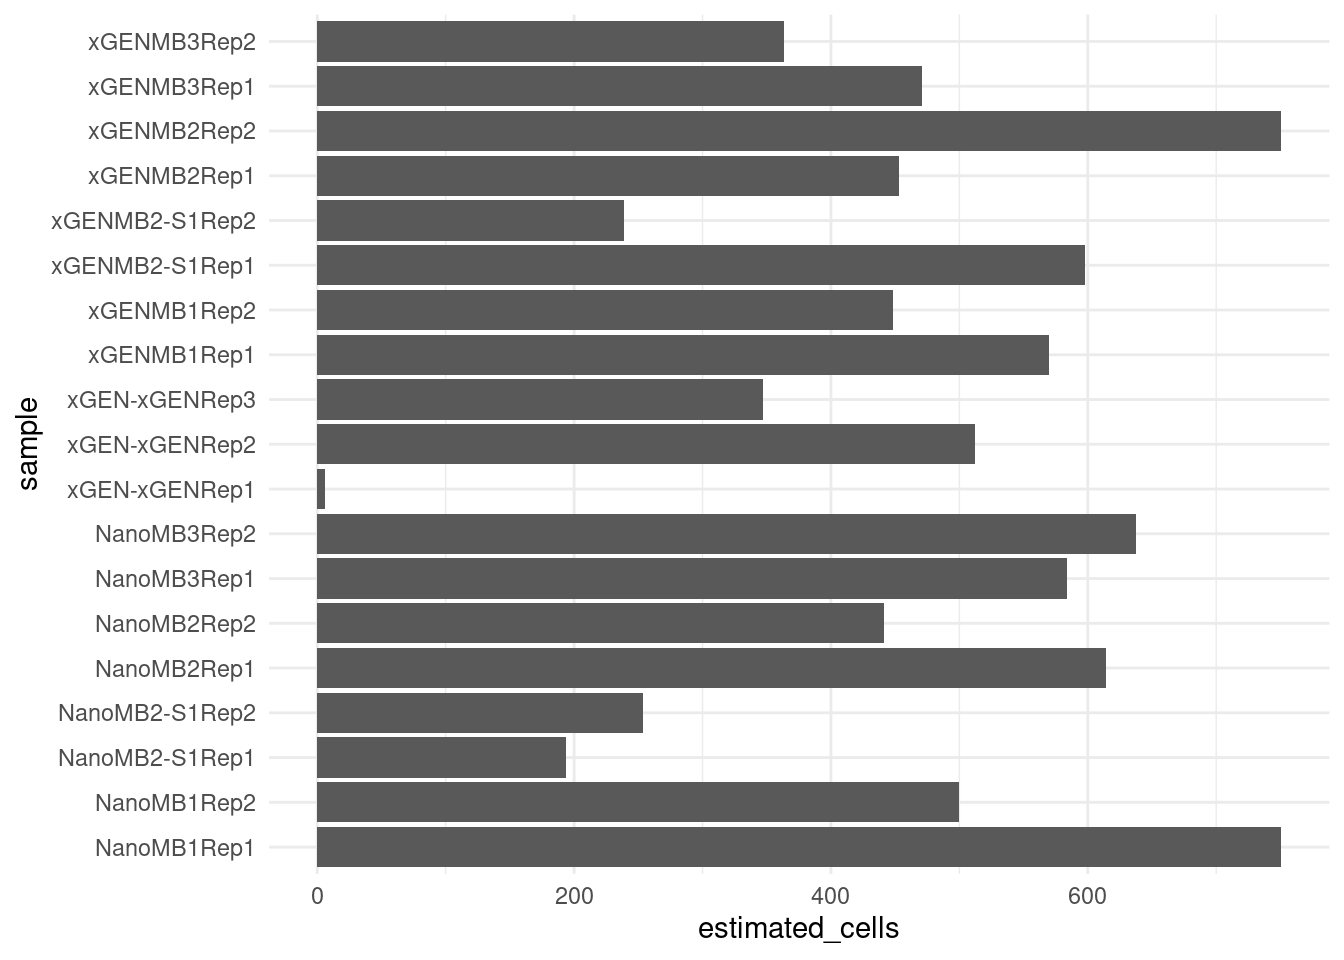 xGENMB3Rep2
xGENMB3Rep1
xGENMB2Rep2
xGENMB2Rep1
xGENMB2-S1Rep2
xGENMB2-S1Rep1
xGENMB1Rep2
xGENMB1Rep1
xGEN-xGENRep3
xGEN-xGENRep2
xGEN-xGENRep1
NanoMB3Rep2
NanoMB3Rep1
NanoMB2Rep2
NanoMB2Rep1
NanoMB2-S1Rep2
NanoMB2-S1Rep1
NanoMB1Rep2
NanoMB1Rep1
sample
0 200 400 600
estimated_cells